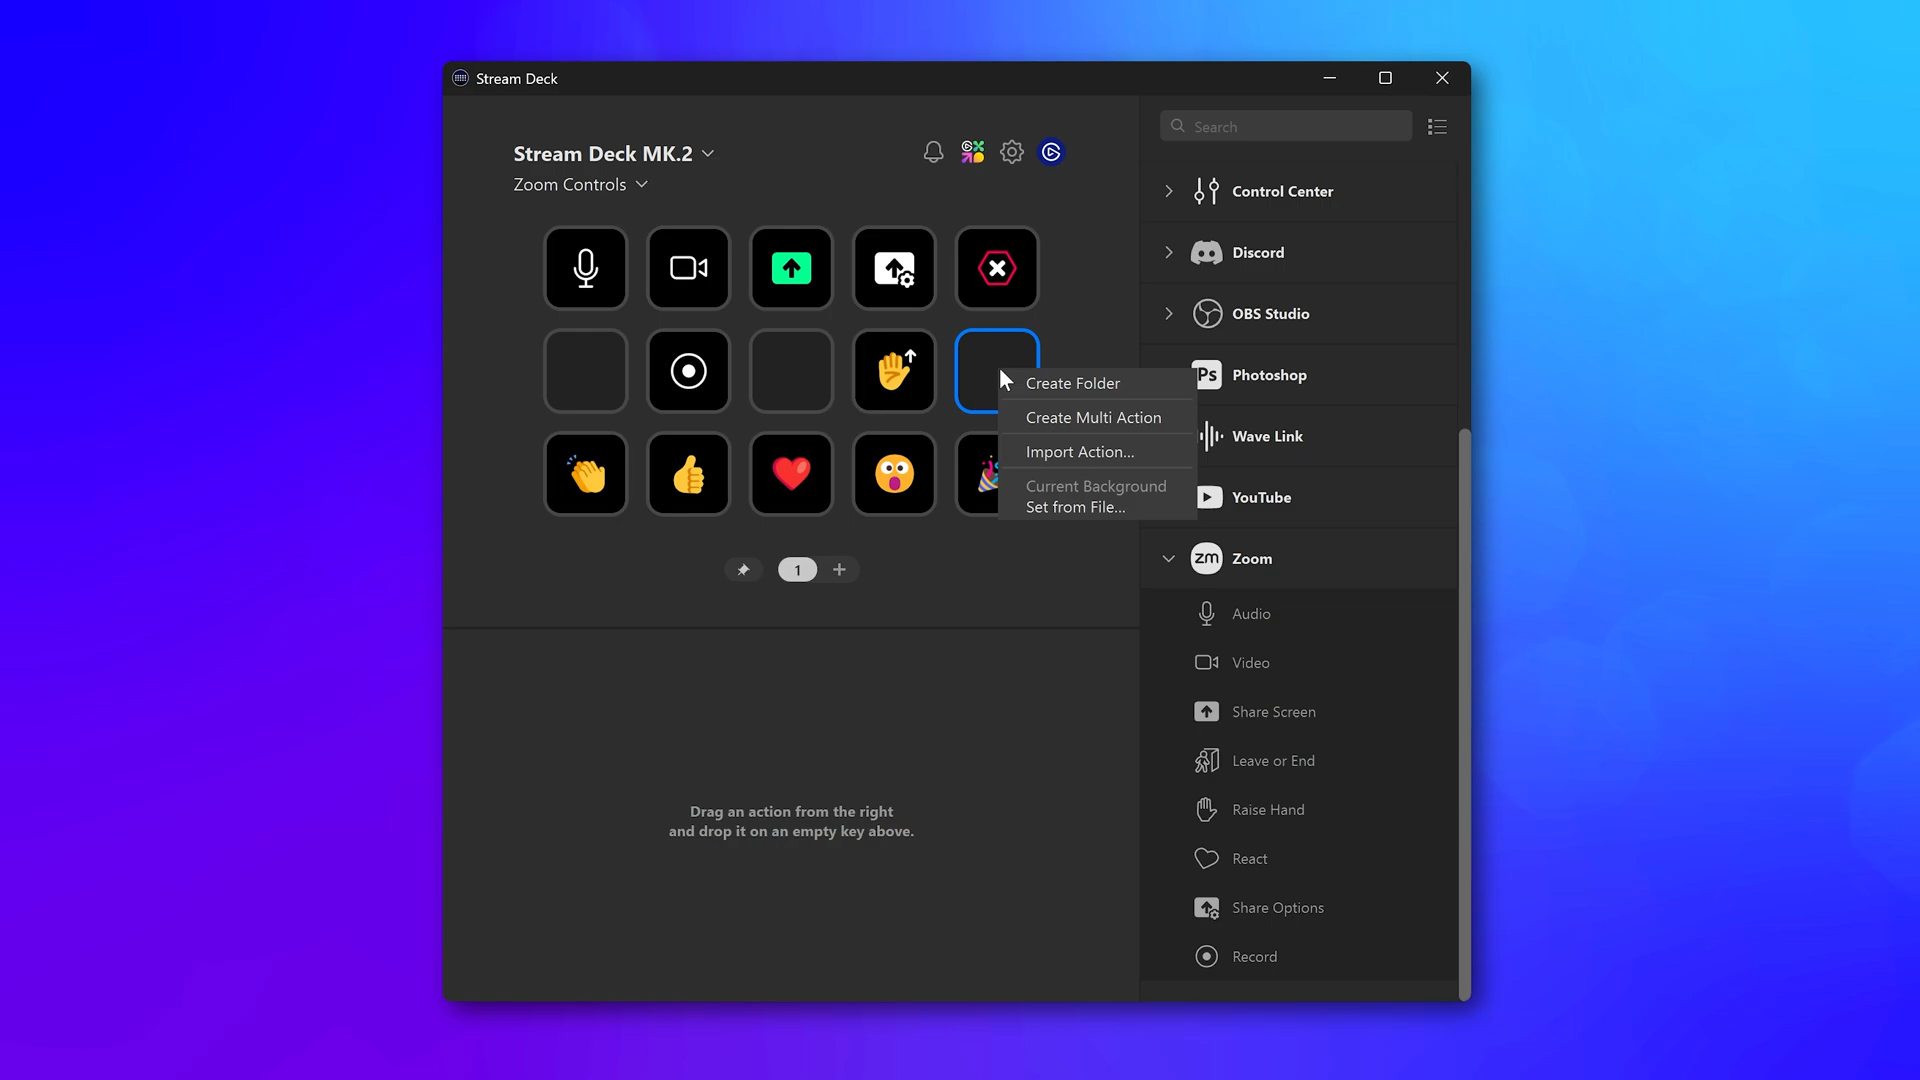 Stream Deck
Stream Deck MK.2
Zoom Controls
Search
Control Center
Discord
OBS Studio
Ps Photoshop
Wave Link
YouTube
zm Zoom
Audio
Video
Share Screen
Leave or End
Raise Hand
React
Share Options
Record
Create Folder
Create Multi Action
Import Action...
Current Background
Set from File...
1
Drag an action from the right
and drop it on an empty key above.